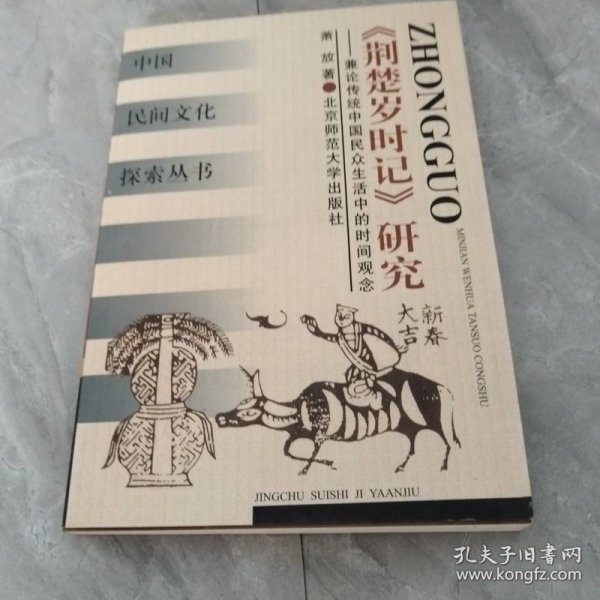 中国
民间文化
探索丛书
ZHONGGUO
MINJIAN WENHUA TANSUO CONGSHU
《荆楚岁时记》研究
——兼论传统中国民众生活中的时间观念
萧放著●北京师范大学出版社
新春
大吉
JINGCHU SUISHI JI YAANJIU
孔夫子旧书网
www.kongfz.com